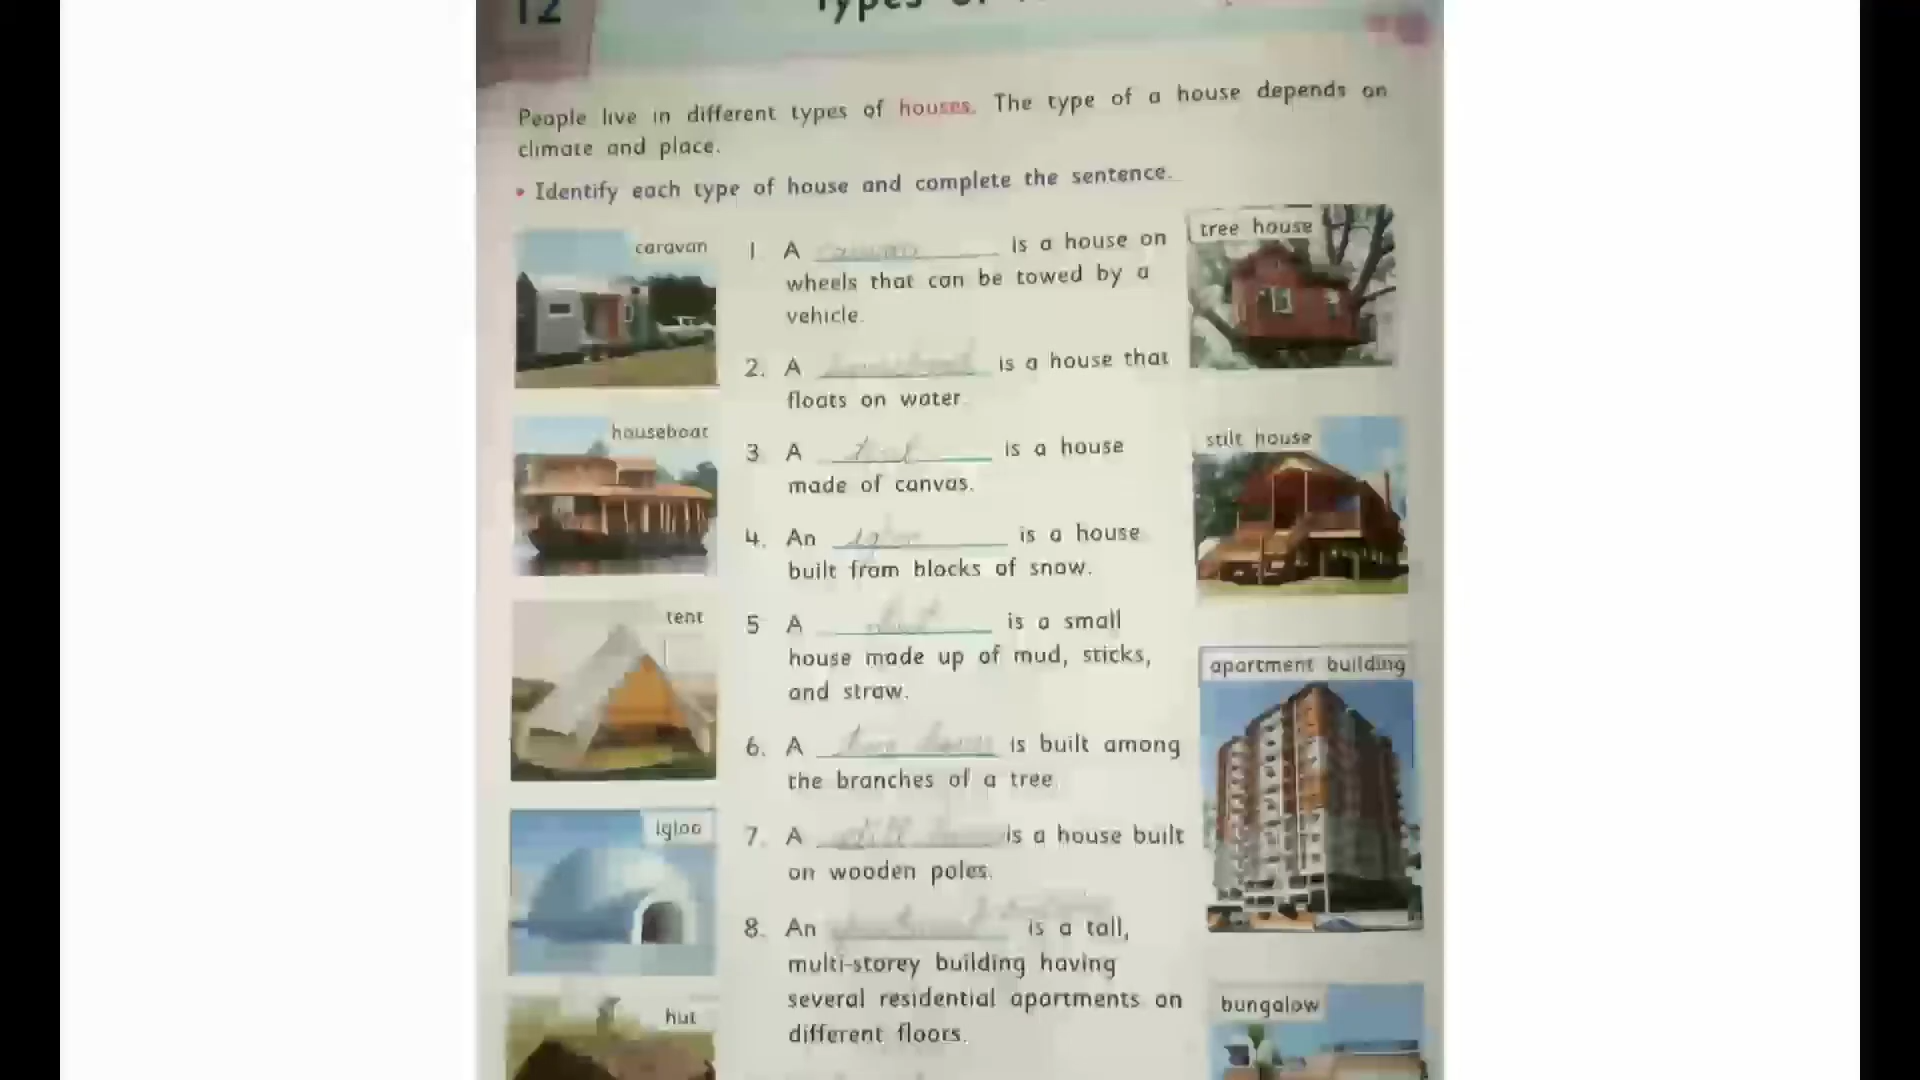 12
Types of
People live in different types of houses. The type of a house depends on
climate and place.
• Identify each type of house and complete the sentence.
caravan
houseboat
tent
igloo
hut
1. A caravan is a house on
wheels that can be towed by a
vehicle.
2. A houseboat is a house that
floats on water.
3. A tent is a house
made of canvas.
4. An igloo is a house
built from blocks of snow.
5. A hut is a small
house made up of mud, sticks,
and straw.
6. A tree house is built among
the branches of a tree.
7. A stilt house is a house built
on wooden poles.
8. An apartment building is a tall,
multi-storey building having
several residential apartments on
different floors.
tree house
stilt house
apartment building
bungalow